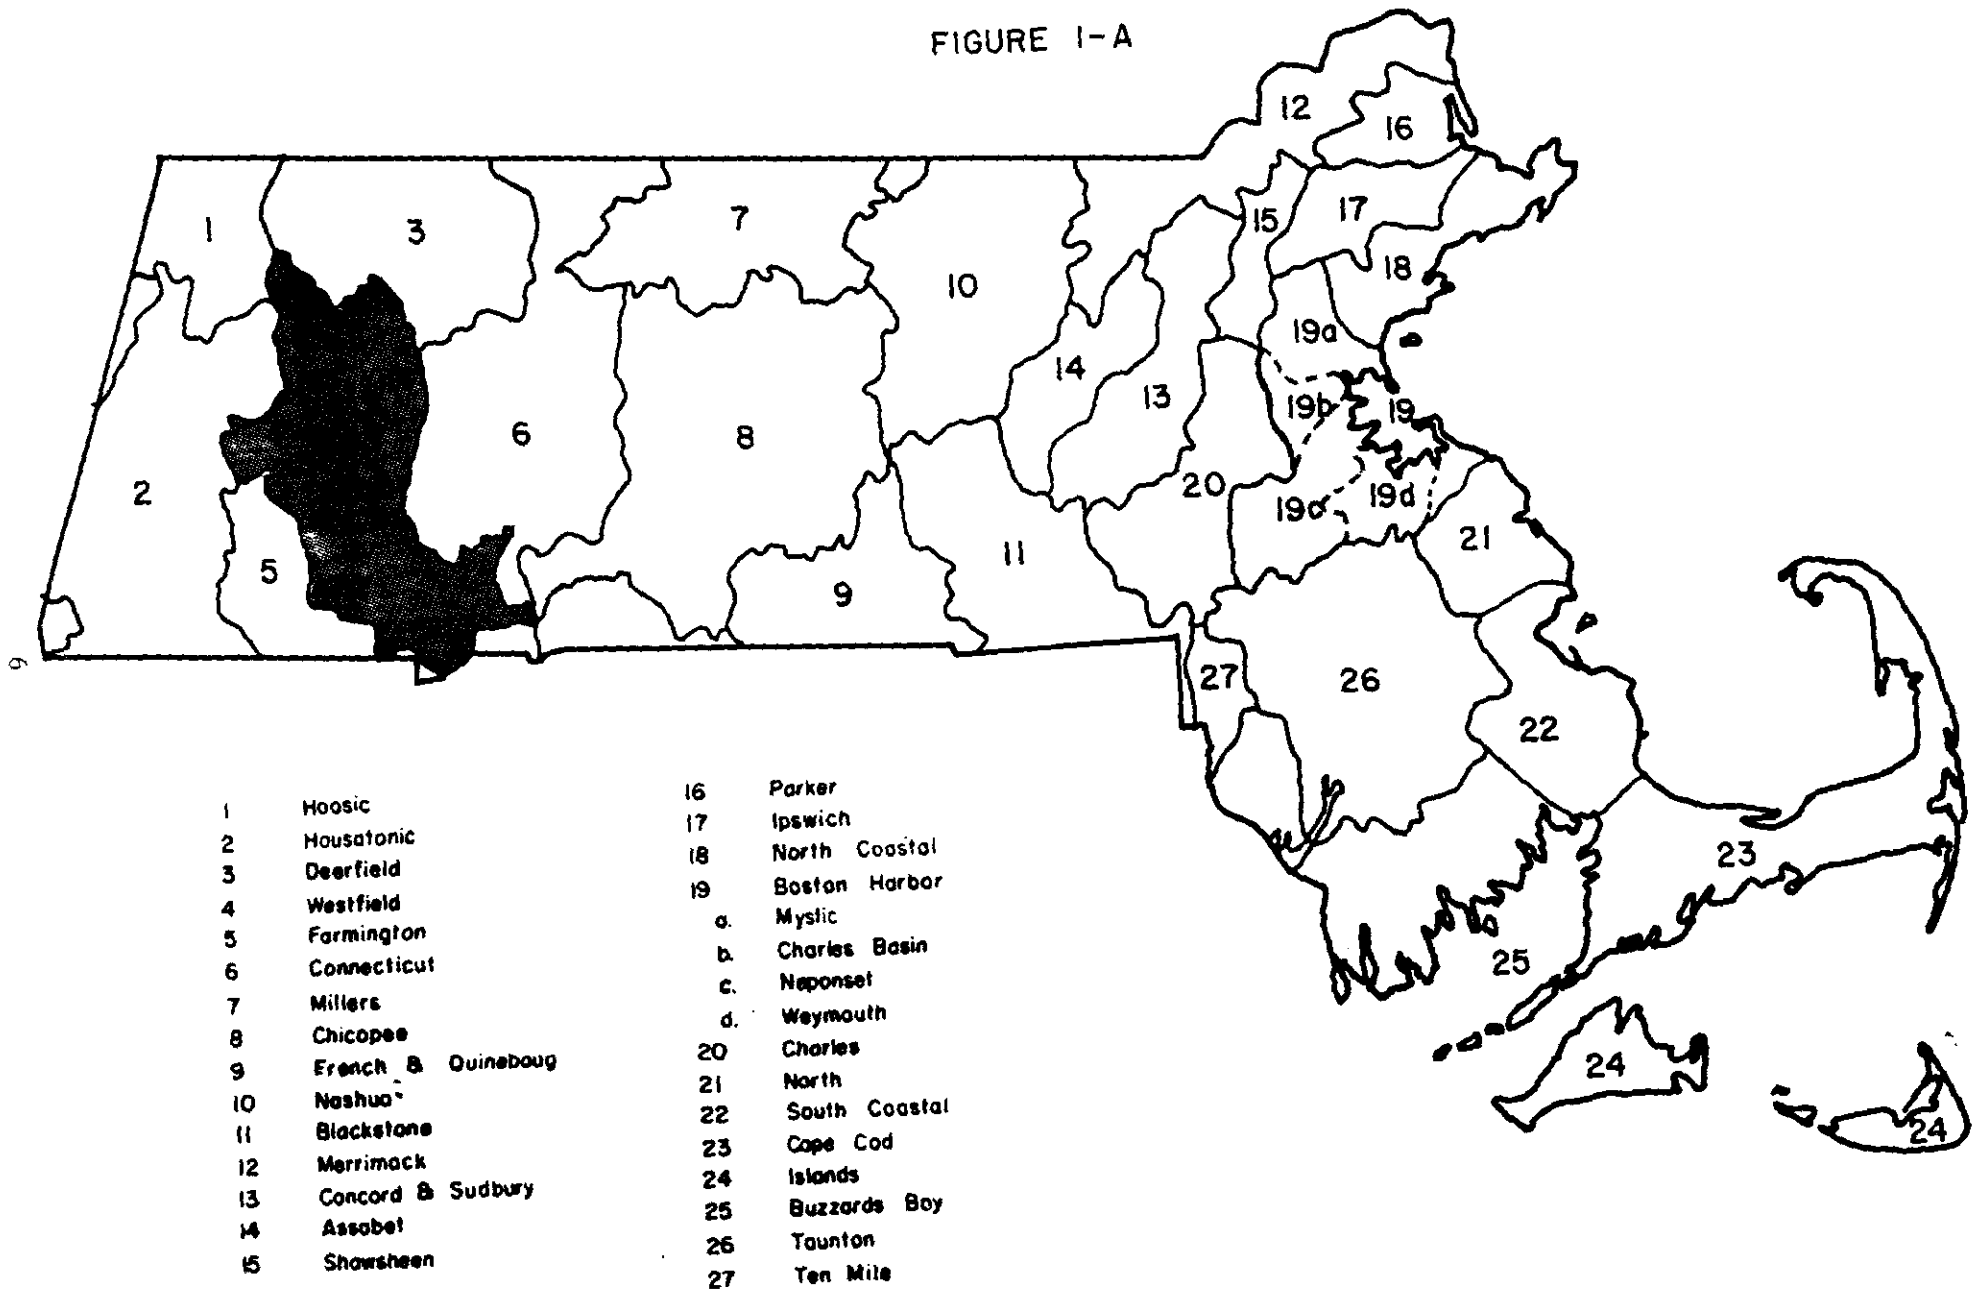 FIGURE 1-A
12
16
1
3
7
15
17
10
18
19a
14
13
19b
19
6
8
2
20
19c
19d
11
21
5
9
27
26
22
23
25
24
24
6
1 Hoosic
2 Housatonic
3 Deerfield
4 Westfield
5 Farmington
6 Connecticut
7 Millers
8 Chicopee
9 French & Quinebaug
10 Nashua
11 Blackstone
12 Merrimack
13 Concord & Sudbury
14 Assabet
15 Shawsheen
16 Parker
17 Ipswich
18 North Coastal
19 Boston Harbor
a. Mystic
b. Charles Basin
c. Neponset
d. Weymouth
20 Charles
21 North
22 South Coastal
23 Cape Cod
24 Islands
25 Buzzards Bay
26 Taunton
27 Ten Mile